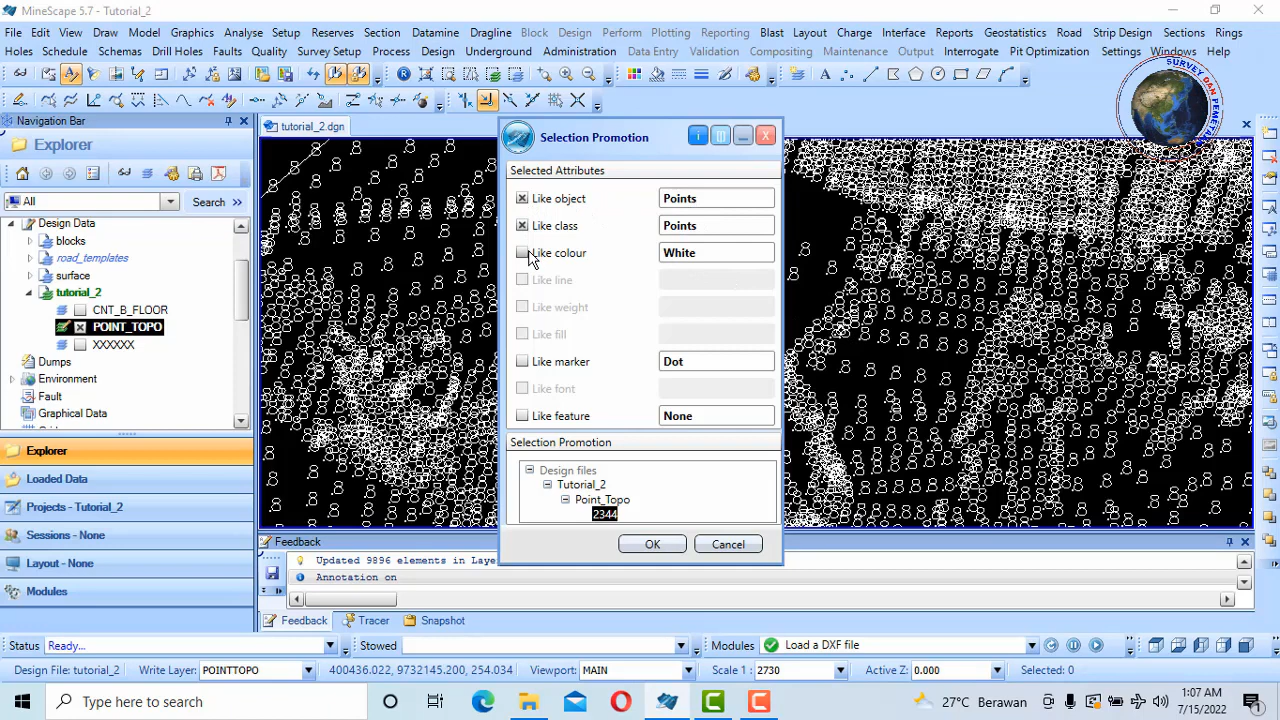 MineScape 5.7 - Tutorial_2
File Edit View Draw Model Graphics Analyse Setup Reserves Section Datamine Dragline Block Design Perform Plotting Reporting Blast Layout Charge Interface Reports Geostatistics Road Strip Design Sections Rings
Holes Schedule Schemas Drill Holes Faults Quality Survey Setup Process Design Underground Administration Data Entry Validation Compositing Maintenance Output Interrogate Pit Optimization Settings Windows Help
SURVEY DAN PEMETAAN
Navigation Bar
tutorial_2.dgn
Explorer
All
Search »
Design Data
blocks
road_templates
surface
tutorial_2
CNT_B_FLOOR
POINT_TOPO
XXXXXX
Dumps
Environment
Fault
Graphical Data
Explorer
Loaded Data
Projects - Tutorial_2
Sessions - None
Layout - None
Modules
Selection Promotion
Selected Attributes
Like object Points
Like class Points
Like colour White
Like line
Like weight
Like fill
Like marker Dot
Like font
Like feature None
Selection Promotion
Design files
Tutorial_2
Point_Topo
2344
OK Cancel
Feedback
Updated 9896 elements in Laye
Annotation on
Feedback Tracer Snapshot
Status Ready... Stowed Modules Load a DXF file
Design File: tutorial_2 Write Layer: POINTTOPO 400436.022, 9732145.200, 254.034 Viewport: MAIN Scale 1 : 2730 Active Z: 0.000 Selected: 0
Type here to search
27°C Berawan
1:07 AM
7/15/2022
1